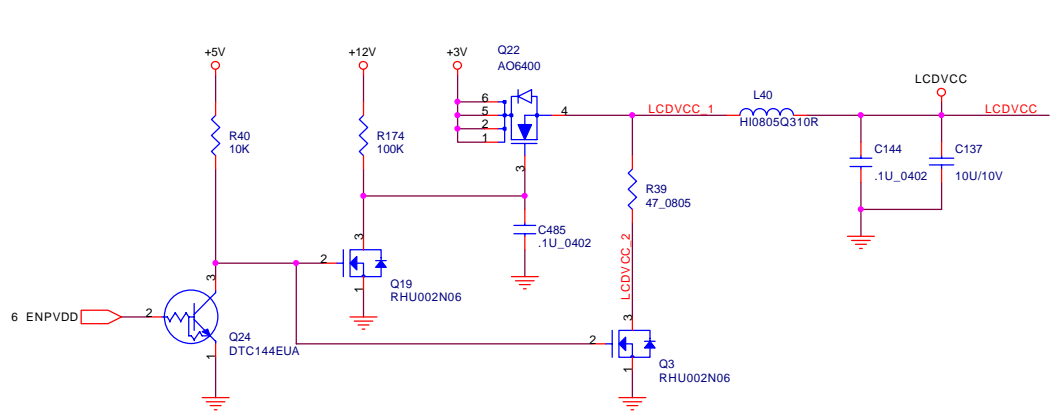 +5V
+12V
+3V
Q22
AO6400
6
5
2
1
4
3
LCDVCC_1
L40
HI0805Q310R
LCDVCC
LCDVCC
R40
10K
R174
100K
R39
47_0805
C144
.1U_0402
C137
10U/10V
C485
.1U_0402
LCDVCC_2
3
2
1
Q19
RHU002N06
6 ENPVDD
2
3
1
Q24
DTC144EUA
2
3
1
Q3
RHU002N06